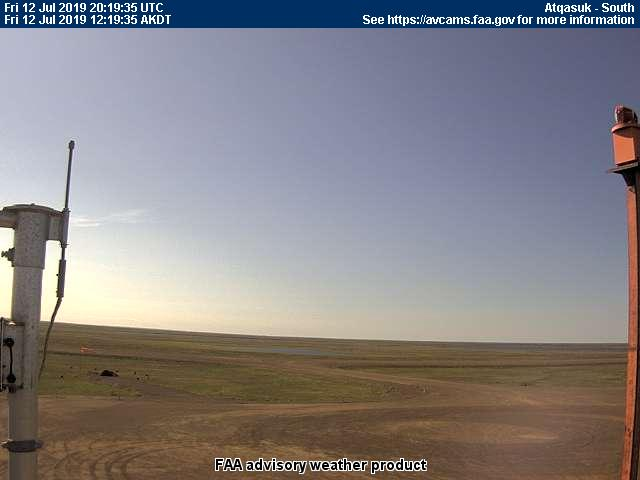 Fri 12 Jul 2019 20:19:35 UTC
Atqasuk - South
Fri 12 Jul 2019 12:19:35 AKDT
See https://avcams.faa.gov for more information
FAA advisory weather product